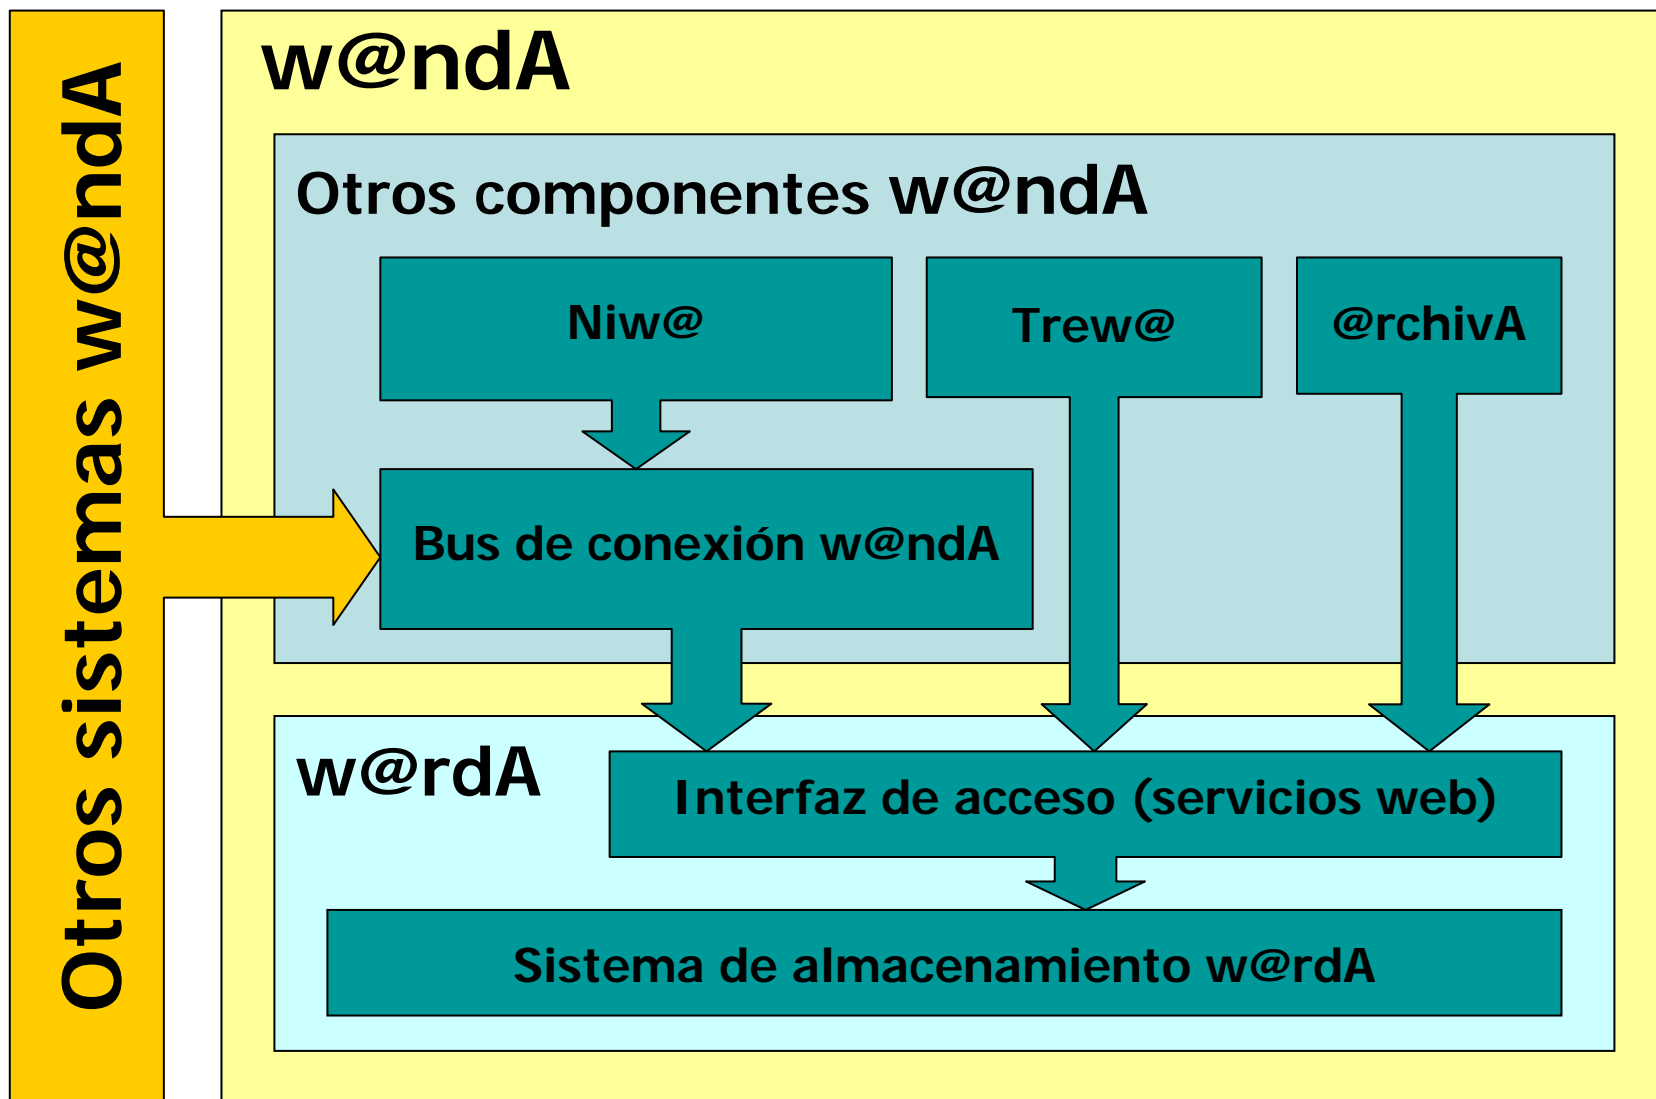 Otros sistemas w@ndA
w@ndA
Otros componentes w@ndA
Niw@
Trew@
@rchivA
Bus de conexión w@ndA
w@rdA
Interfaz de acceso (servicios web)
Sistema de almacenamiento w@rdA